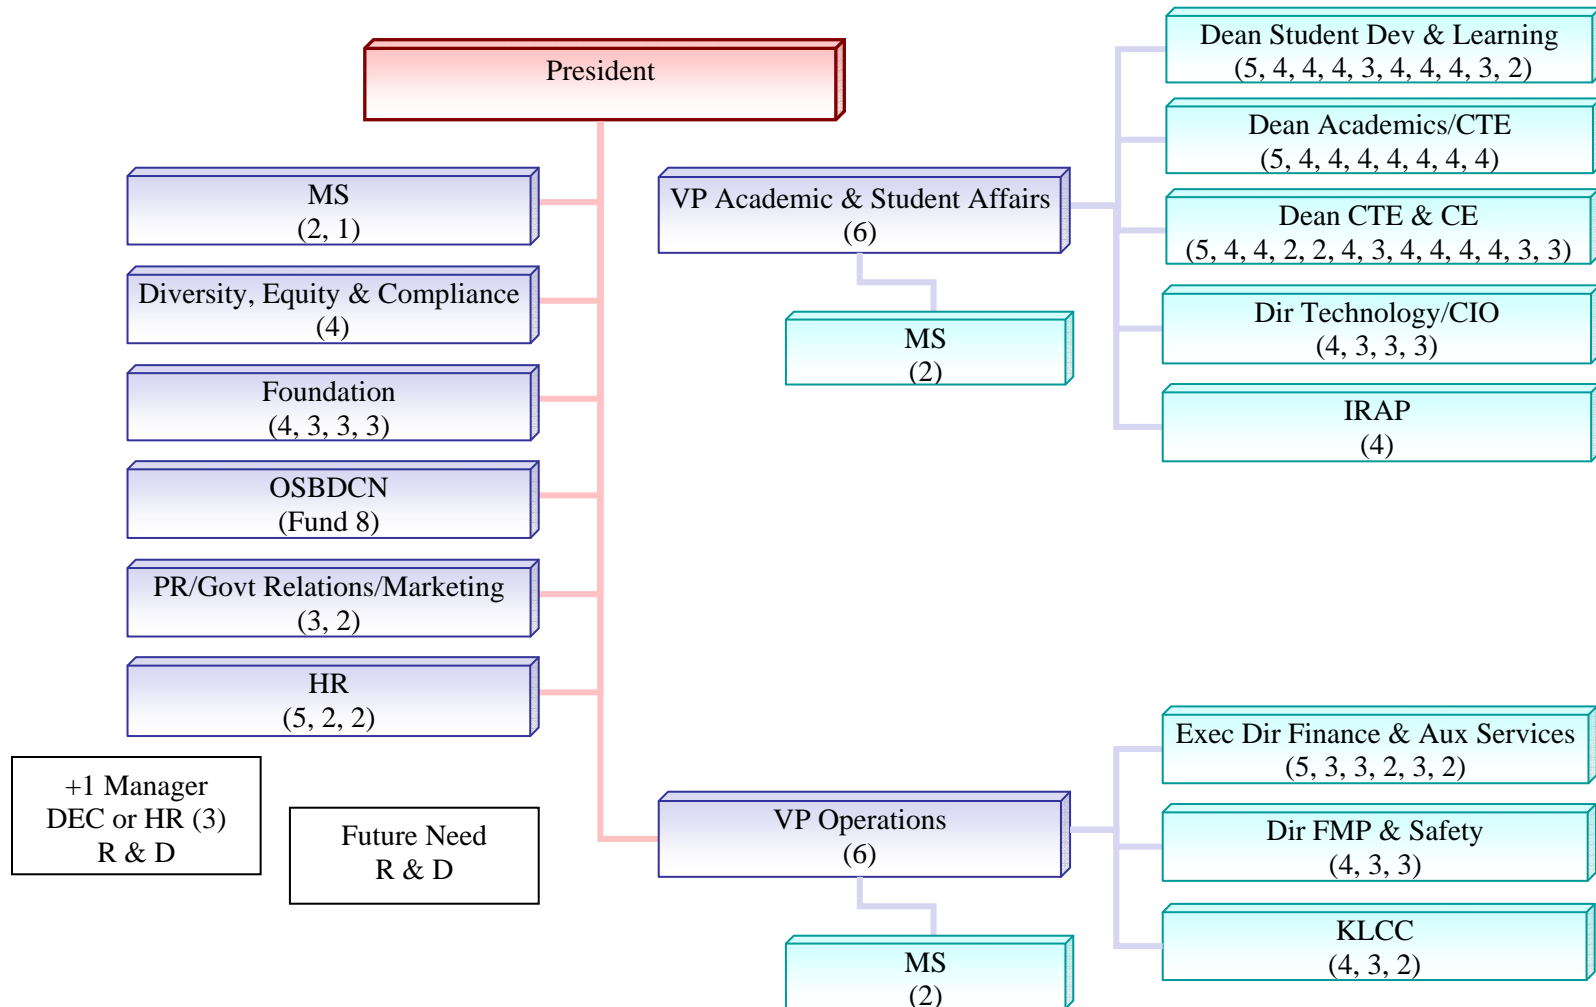 President
MS
(2, 1)
Diversity, Equity & Compliance
(4)
Foundation
(4, 3, 3, 3)
OSBDCN
(Fund 8)
PR/Govt Relations/Marketing
(3, 2)
HR
(5, 2, 2)
+1 Manager
DEC or HR (3)
R & D
Future Need
R & D
VP Academic & Student Affairs
(6)
MS
(2)
Dean Student Dev & Learning
(5, 4, 4, 4, 3, 4, 4, 4, 3, 2)
Dean Academics/CTE
(5, 4, 4, 4, 4, 4, 4, 4)
Dean CTE & CE
(5, 4, 4, 2, 2, 4, 3, 4, 4, 4, 4, 3, 3)
Dir Technology/CIO
(4, 3, 3, 3)
IRAP
(4)
VP Operations
(6)
MS
(2)
Exec Dir Finance & Aux Services
(5, 3, 3, 2, 3, 2)
Dir FMP & Safety
(4, 3, 3)
KLCC
(4, 3, 2)